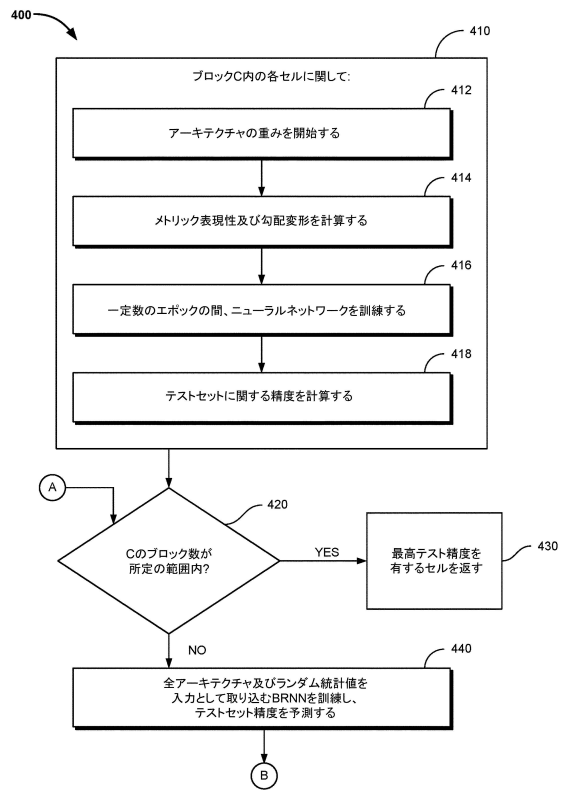 400
410
ブロックC内の各セルに関して:
412
アーキテクチャの重みを開始する
414
メトリック表現性及び勾配変形を計算する
416
一定数のエポックの間、ニューラルネットワークを訓練する
418
テストセットに関する精度を計算する
A
420
Cのブロック数が
所定の範囲内?
YES
最高テスト精度を
有するセルを返す
430
NO
440
全アーキテクチャ及びランダム統計値を
入力として取り込むBRNNを訓練し、
テストセット精度を予測する
B